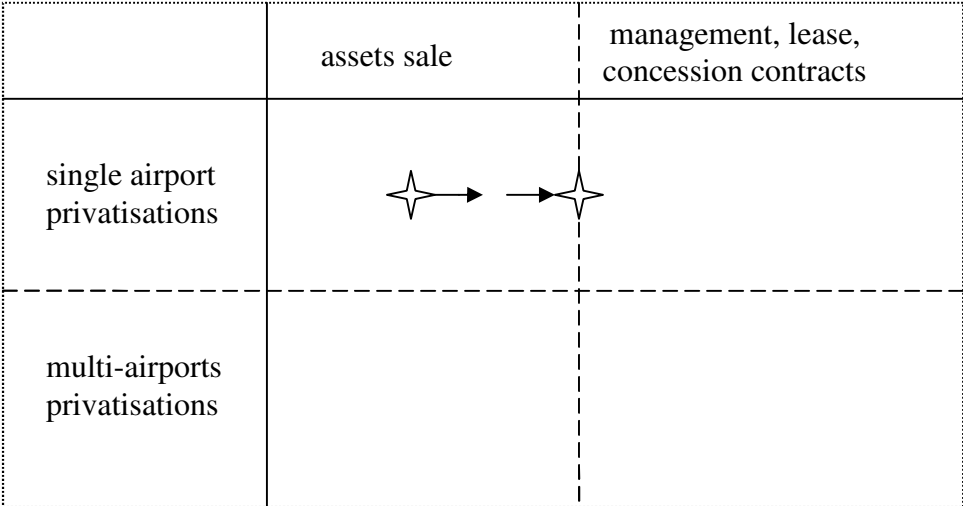 assets sale
management, lease,
concession contracts
single airport
privatisations
multi-airports
privatisations